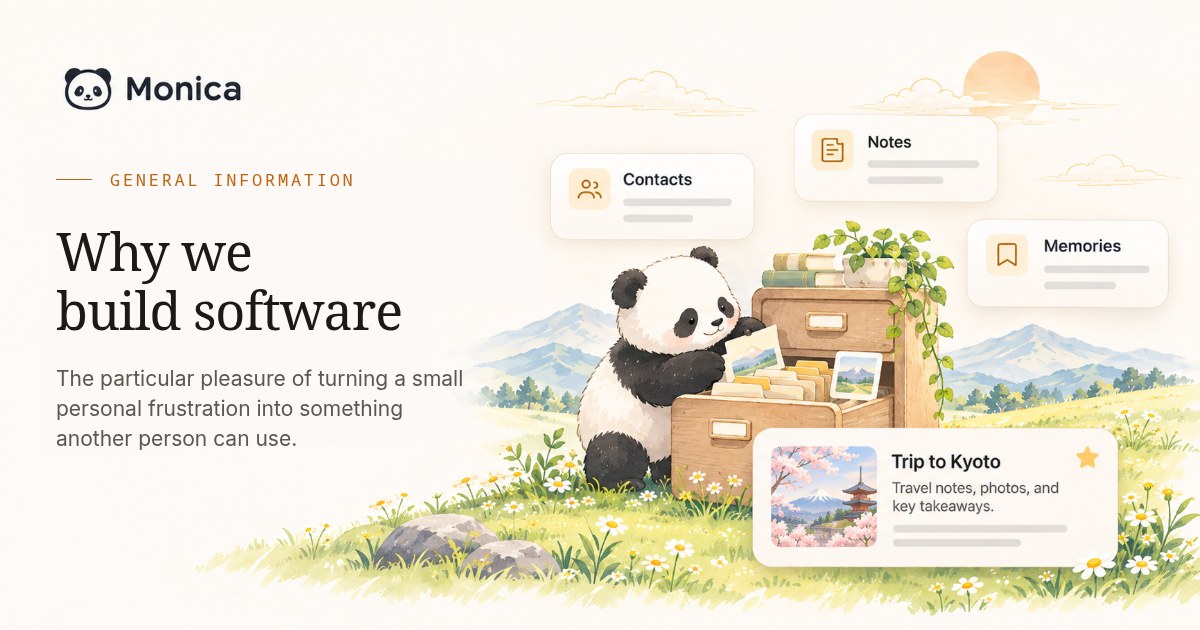 Monica
GENERAL INFORMATION
Why we
build software
The particular pleasure of turning a small
personal frustration into something
another person can use.
Contacts
Notes
Memories
Trip to Kyoto
Travel notes, photos, and
key takeaways.